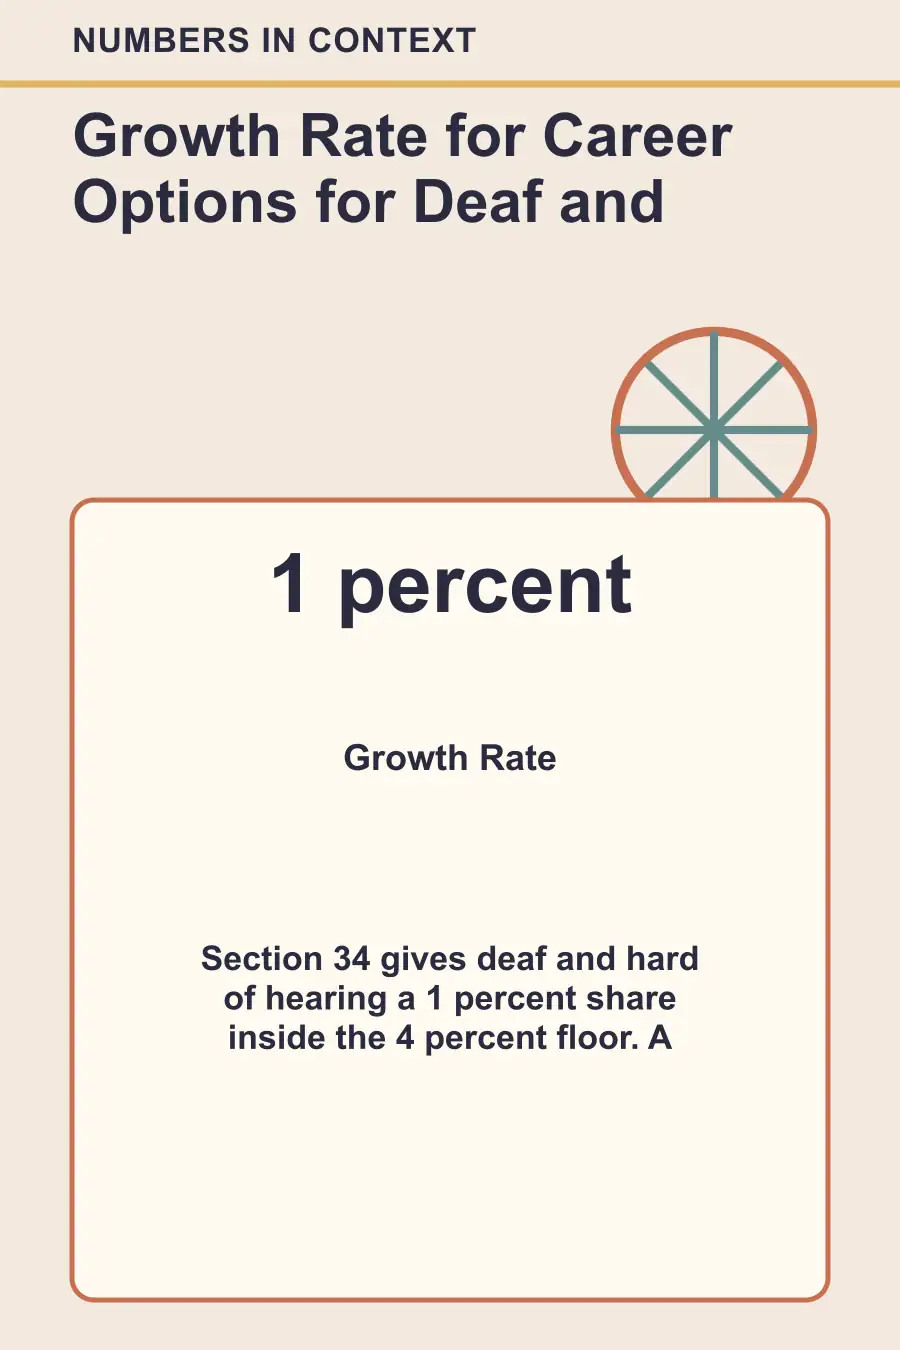 NUMBERS IN CONTEXT
Growth Rate for Career
Options for Deaf and
1 percent
Growth Rate
Section 34 gives deaf and hard
of hearing a 1 percent share
inside the 4 percent floor. A